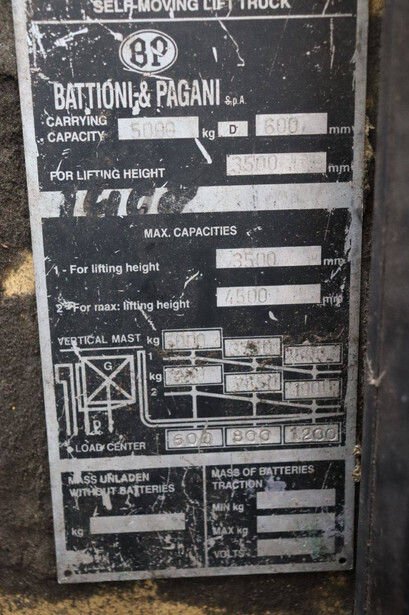 SELF-MOVING LIFT TRUCK
BP
BATTIONI & PAGANI S.p.A.
CARRYING CAPACITY 5000 kg D 600 mm
FOR LIFTING HEIGHT 3500 mm
MAX. CAPACITIES
1 - For lifting height 3500 mm
2 - For max: lifting height 4500 mm
VERTICAL MAST kg
1
G
kg
2
D
LOAD CENTER 600 800 1.200
MASS UNLADEN
WITHOUT BATTERIES
kg
MASS OF BATTERIES
TRACTION
MIN kg
MAX kg
VOLTS